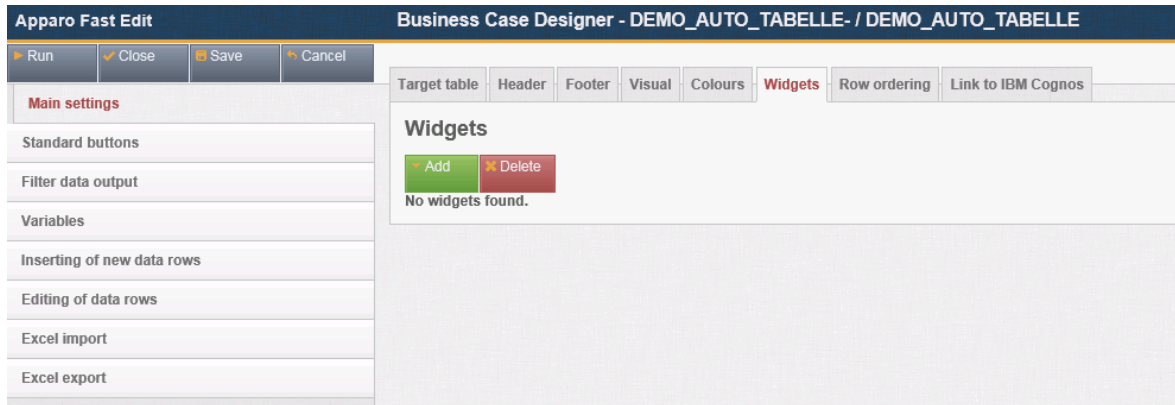 Apparo Fast Edit
Business Case Designer - DEMO_AUTO_TABELLE- / DEMO_AUTO_TABELLE
Run Close Save Cancel
Target table Header Footer Visual Colours Widgets Row ordering Link to IBM Cognos
Main settings
Standard buttons
Filter data output
Variables
Inserting of new data rows
Editing of data rows
Excel import
Excel export
Widgets
Add Delete
No widgets found.